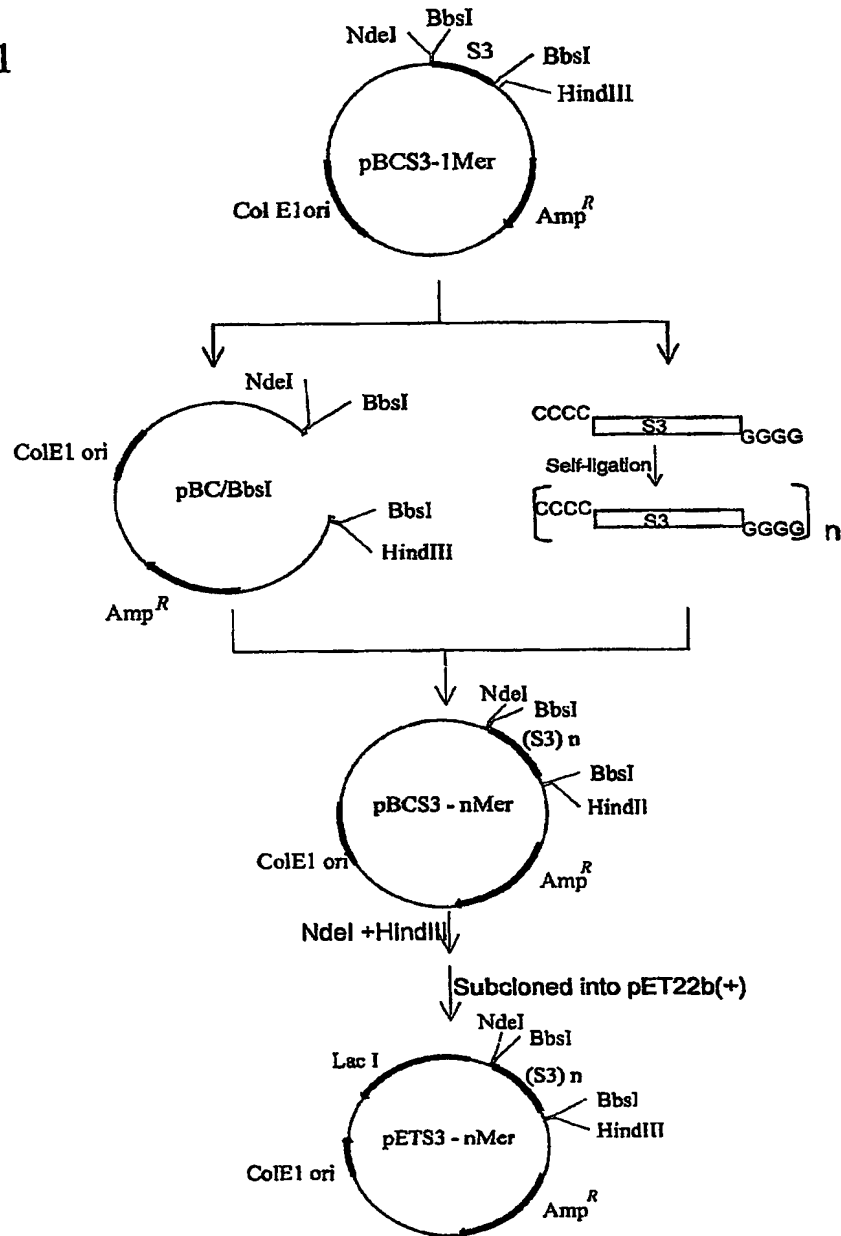 1
BbsI
NdeI
S3
BbsI
HindIII
pBCS3-1Mer
Col E1ori
Amp R
NdeI
BbsI
ColE1 ori
pBC/BbsI
BbsI
HindIII
Amp R
CCCC
S3
GGGG
Self-ligation
CCCC
S3
GGGG
n
NdeI
BbsI
(S3) n
BbsI
HindII
pBCS3 - nMer
ColE1 ori
Amp R
NdeI +HindIII
Subcloned into pET22b(+)
NdeI
BbsI
Lac I
(S3) n
BbsI
HindIII
pETS3 - nMer
ColE1 ori
Amp R